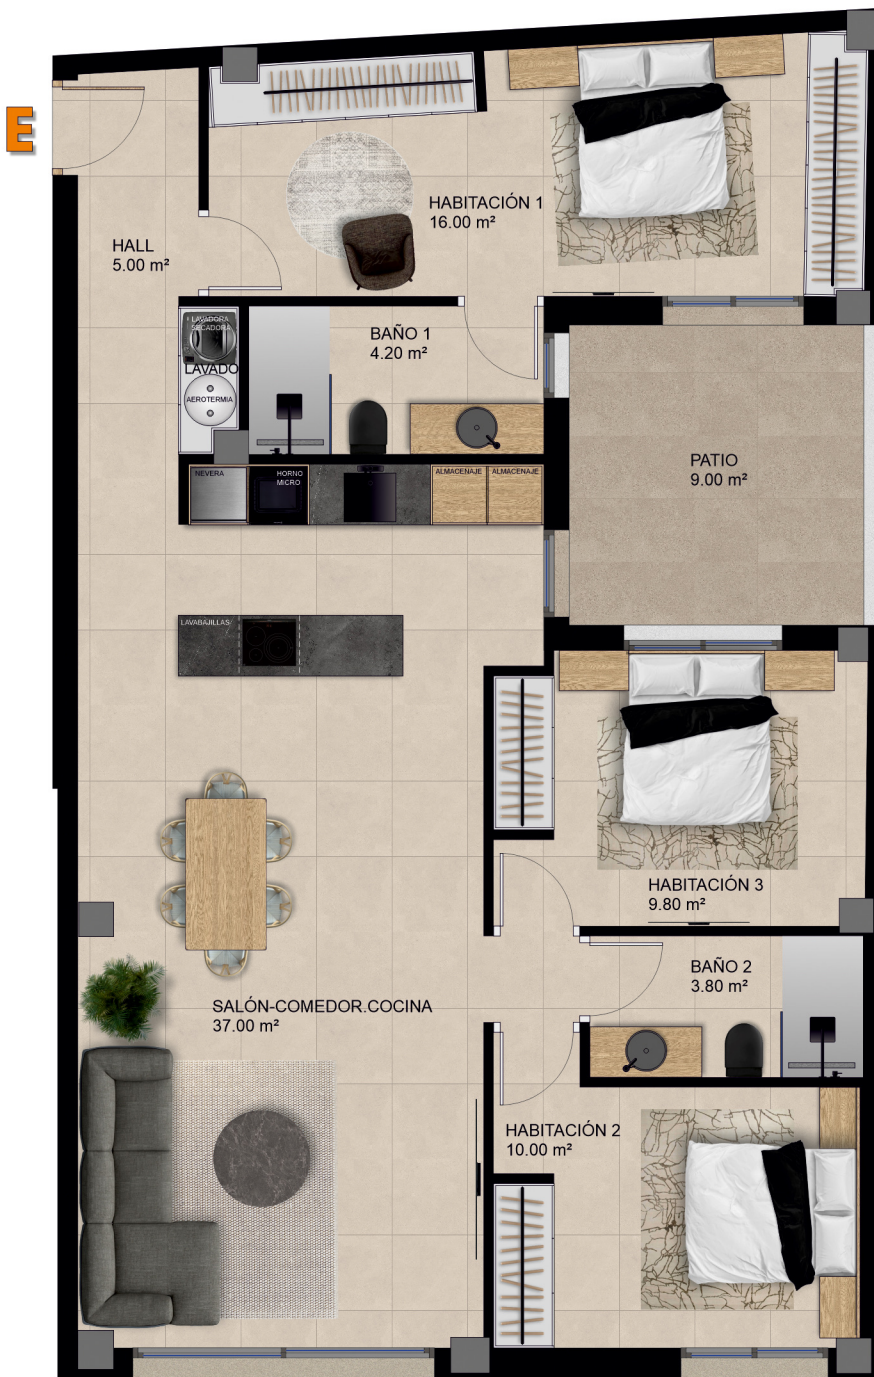 E
HABITACIÓN 1
16.00 m²
HALL
5.00 m²
LAVADORA
SECADORA
LAVADO
AEROTERMIA
BAÑO 1
4.20 m²
NEVERA
HORNO
MICRO
ALMACENAJE
ALMACENAJE
PATIO
9.00 m²
LAVABAJILLAS
HABITACIÓN 3
9.80 m²
BAÑO 2
3.80 m²
SALÓN-COMEDOR.COCINA
37.00 m²
HABITACIÓN 2
10.00 m²